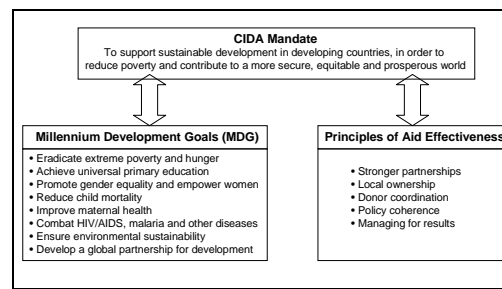 CIDA Mandate
To support sustainable development in developing countries, in order to
reduce poverty and contribute to a more secure, equitable and prosperous world
Millennium Development Goals (MDG)
• Eradicate extreme poverty and hunger
• Achieve universal primary education
• Promote gender equality and empower women
• Reduce child mortality
• Improve maternal health
• Combat HIV/AIDS, malaria and other diseases
• Ensure environmental sustainability
• Develop a global partnership for development
Principles of Aid Effectiveness
• Stronger partnerships
• Local ownership
• Donor coordination
• Policy coherence
• Managing for results